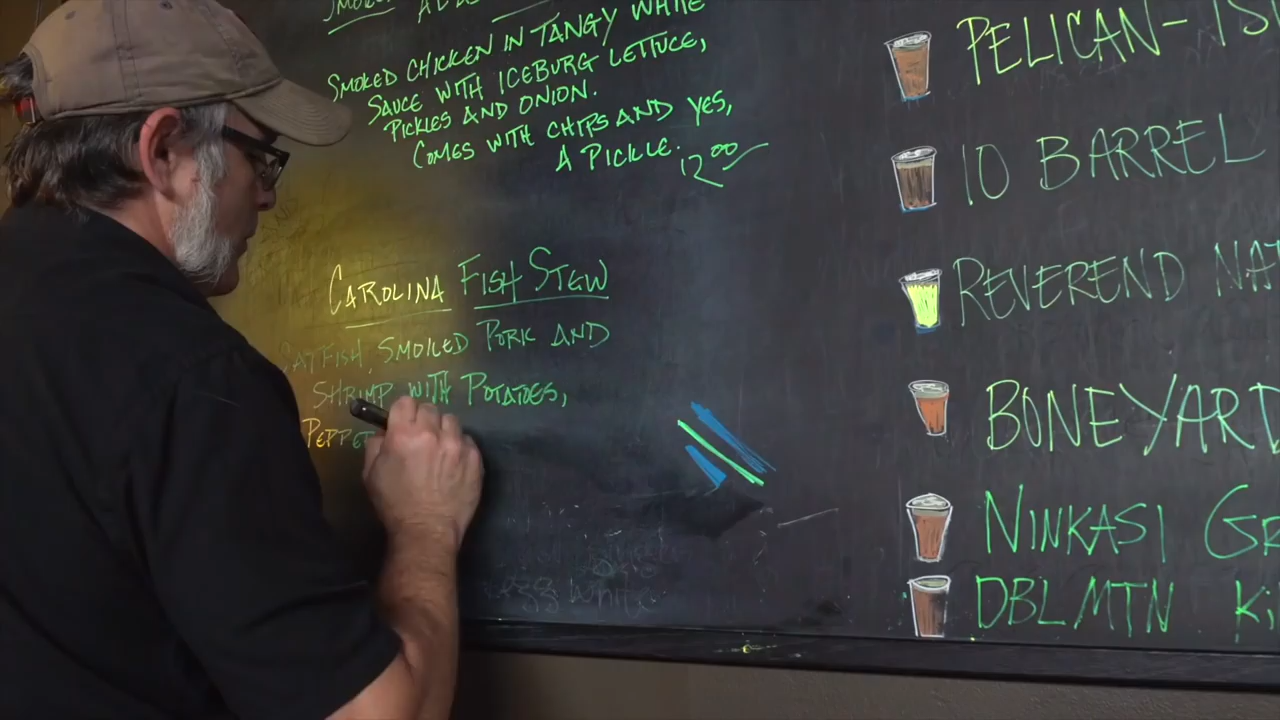 SMOKED CHICKEN IN TANGY WHITE
SAUCE WITH ICEBURG LETTUCE,
PICKLES AND ONION.
COMES WITH CHIPS AND YES,
A PICKLE. 12 00
CAROLINA FISH STEW
CATFISH, SMOKED PORK AND
SHRIMP WITH POTATOES,
PEPPE
PELICAN-
10 BARREL
REVEREND NAT
BONEYARD
NINKASI GR
DBLMTN Ki